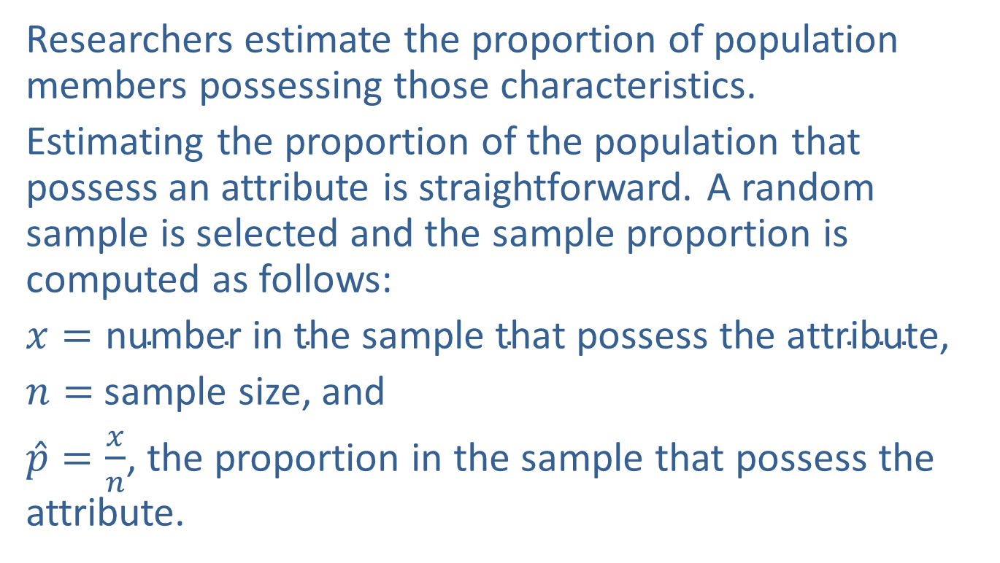 Researchers estimate the proportion of population
members possessing those characteristics.
Estimating the proportion of the population that
possess an attribute is straightforward. A random
sample is selected and the sample proportion is
computed as follows:
x = number in the sample that possess the attribute,
n = sample size, and
p̂ = x/n, the proportion in the sample that possess the
attribute.